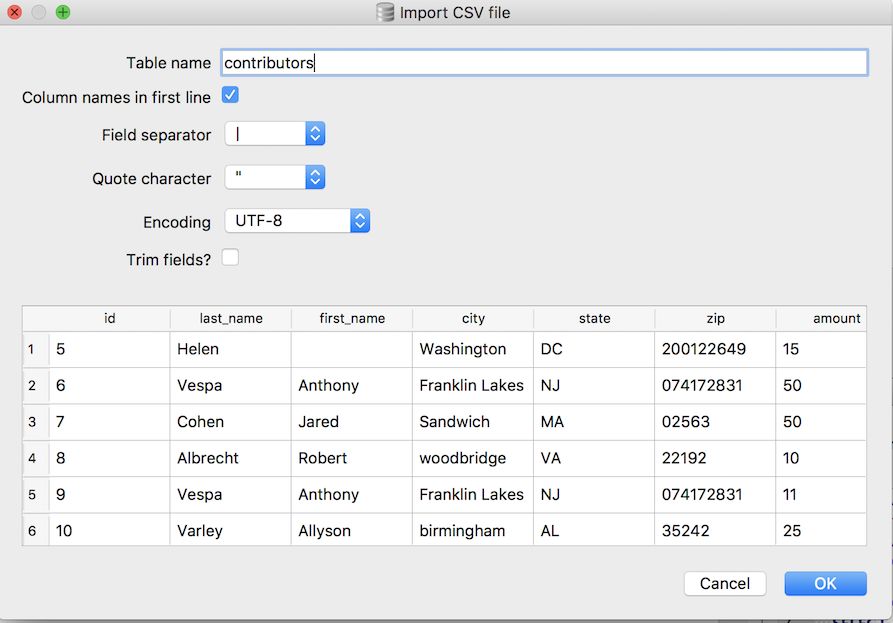 Import CSV file
Table name contributors
Column names in first line
Field separator |
Quote character "
Encoding UTF-8
Trim fields?
id last_name first_name city state zip amount
1 5 Helen Washington DC 200122649 15
2 6 Vespa Anthony Franklin Lakes NJ 074172831 50
3 7 Cohen Jared Sandwich MA 02563 50
4 8 Albrecht Robert woodbridge VA 22192 10
5 9 Vespa Anthony Franklin Lakes NJ 074172831 11
6 10 Varley Allyson birmingham AL 35242 25
Cancel OK